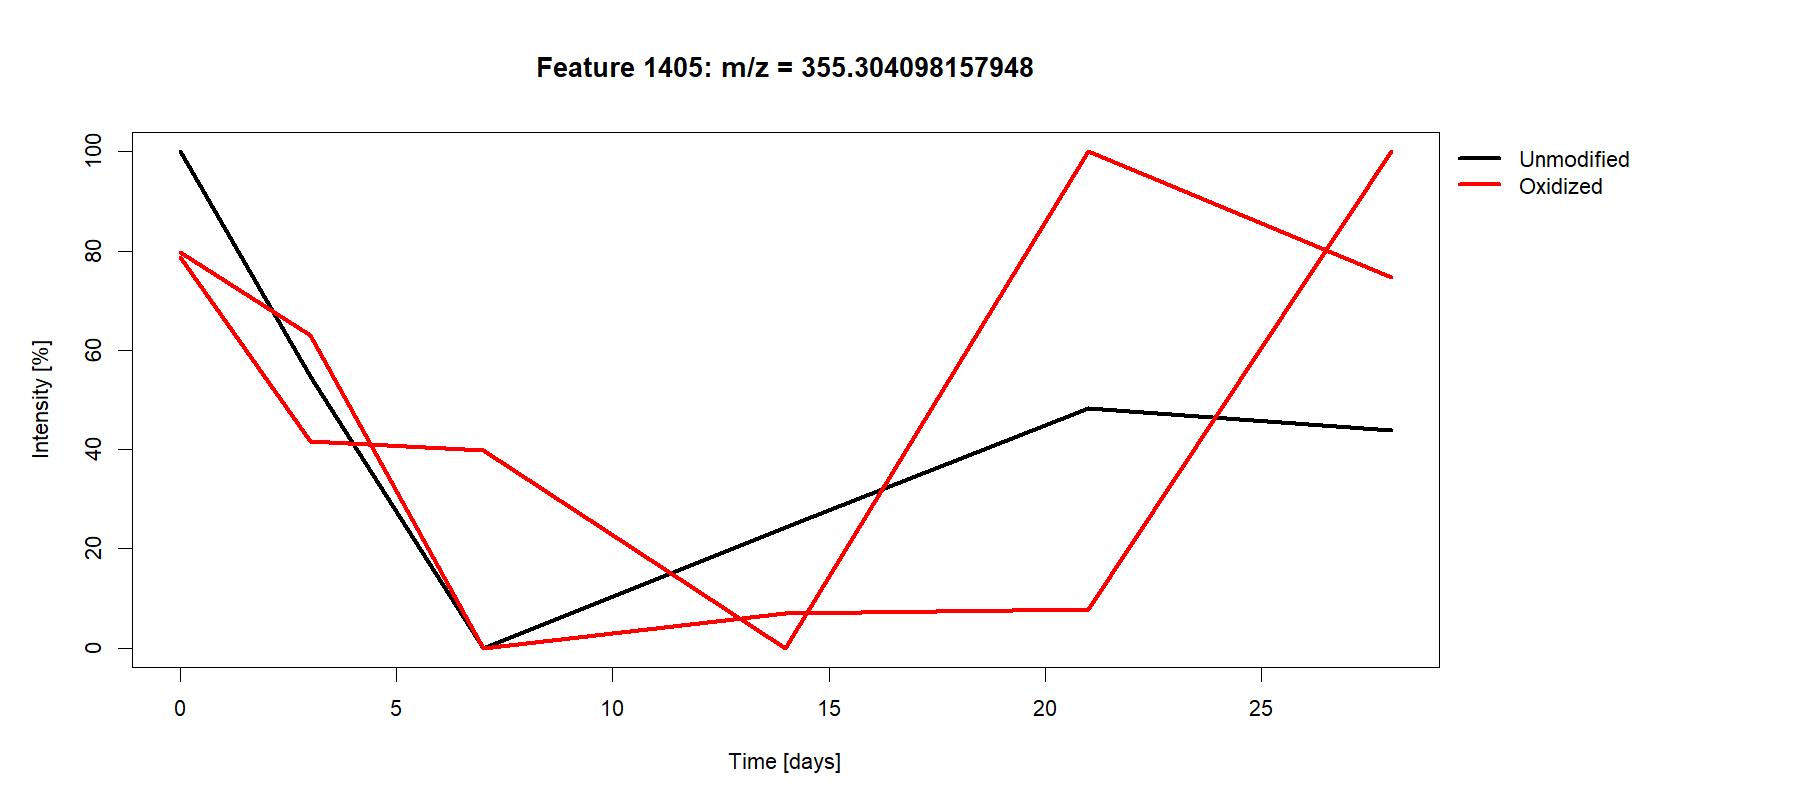 Feature 1405: m/z = 355.304098157948
Unmodified
Oxidized
Intensity [%]
100
80
60
40
20
0
0 5 10 15 20 25
Time [days]